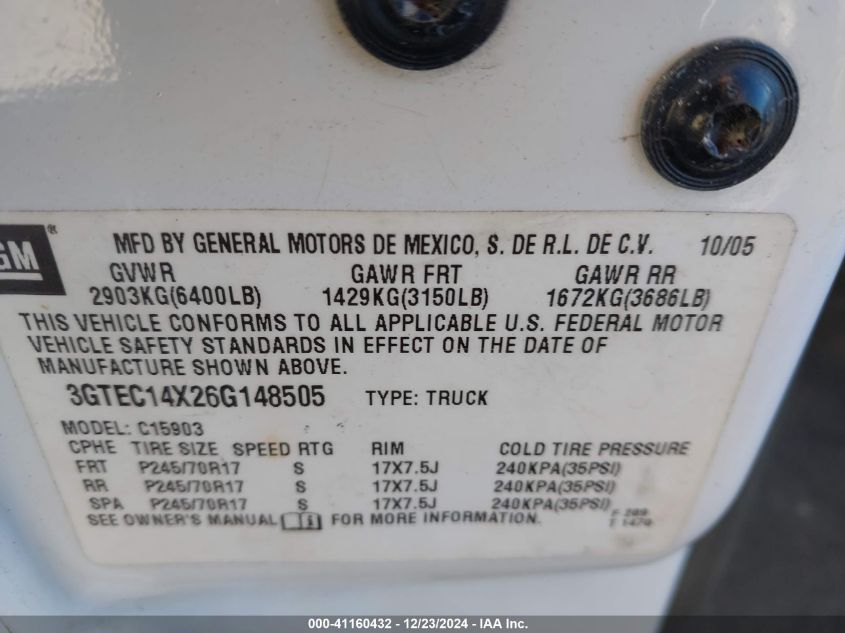 GM®
MFD BY GENERAL MOTORS DE MEXICO, S. DE R.L. DE C.V. 10/05
GVWR GAWR FRT GAWR RR
2903KG(6400LB) 1429KG(3150LB) 1672KG(3686LB)
THIS VEHICLE CONFORMS TO ALL APPLICABLE U.S. FEDERAL MOTOR
VEHICLE SAFETY STANDARDS IN EFFECT ON THE DATE OF
MANUFACTURE SHOWN ABOVE.
3GTEC14X26G148505 TYPE: TRUCK
MODEL: C15903
CPHE TIRE SIZE SPEED RTG RIM COLD TIRE PRESSURE
FRT P245/70R17 S 17X7.5J 240KPA(35PSI)
RR P245/70R17 S 17X7.5J 240KPA(35PSI)
SPA P245/70R17 S 17X7.5J 240KPA(35PSI)
SEE OWNER'S MANUAL FOR MORE INFORMATION.
000-41160432 - 12/23/2024 - IAA Inc.